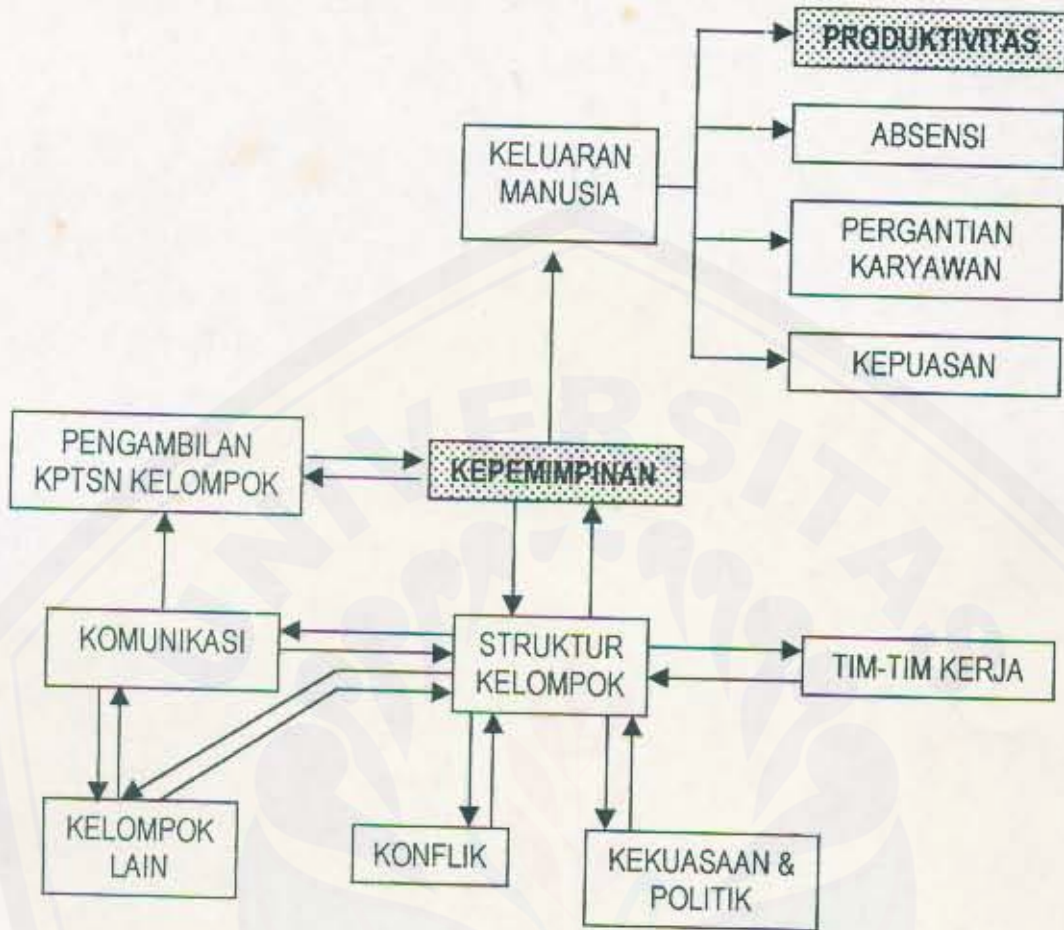 PRODUKTIVITAS
ABSENSI
KELUARAN
MANUSIA
PERGANTIAN
KARYAWAN
KEPUASAN
PENGAMBILAN
KPTSN KELOMPOK
KEPEMIMPINAN
KOMUNIKASI
STRUKTUR
KELOMPOK
TIM-TIM KERJA
KELOMPOK
LAIN
KONFLIK
KEKUASAAN &
POLITIK
UNIVERSITAS